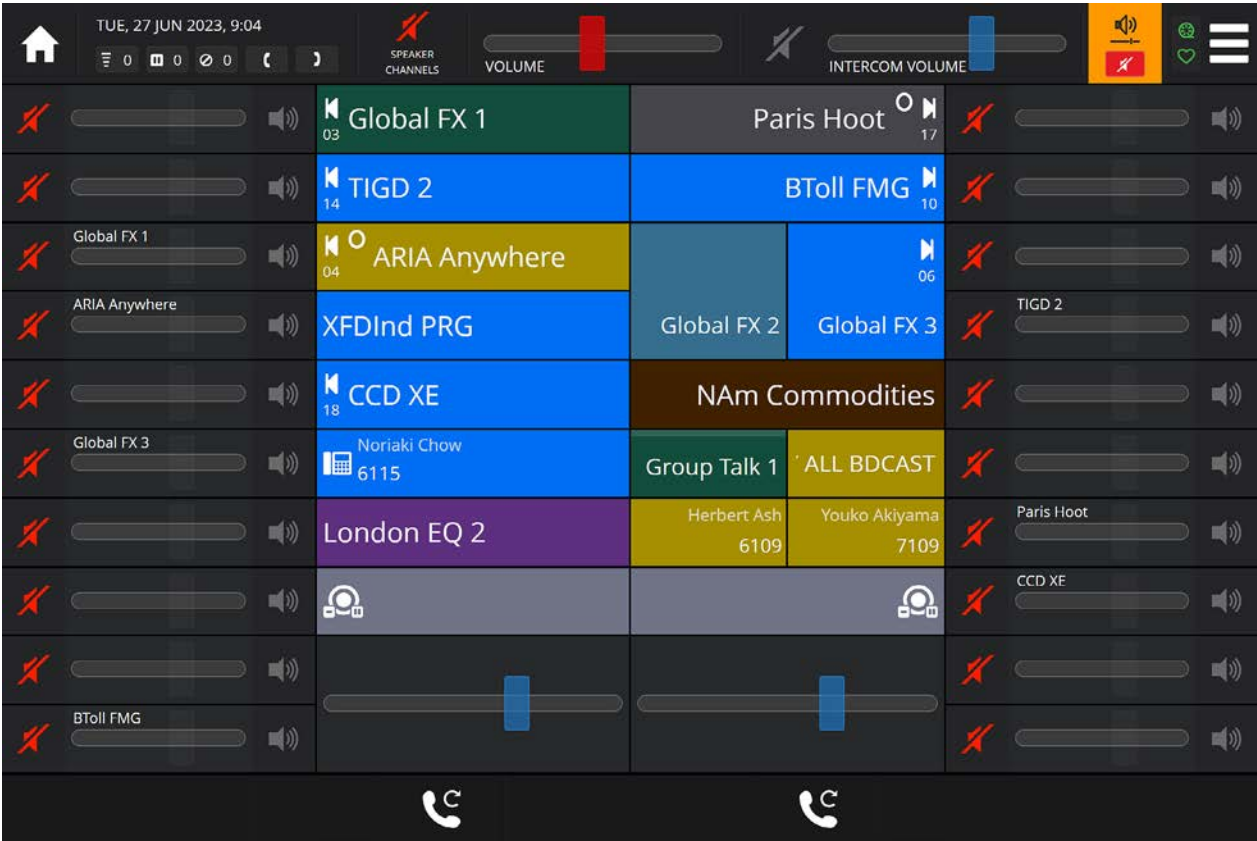 TUE, 27 JUN 2023, 9:04
0 0 0
SPEAKER
CHANNELS
VOLUME
INTERCOM VOLUME
03 Global FX 1
Paris Hoot 17
14 TIGD 2
BToll FMG 10
Global FX 1
04 ARIA Anywhere
06
ARIA Anywhere
XFDInd PRG
Global FX 2
Global FX 3
TIGD 2
18 CCD XE
NAm Commodities
Global FX 3
Noriaki Chow
6115
Group Talk 1
ALL BDCAST
London EQ 2
Herbert Ash
6109
Youko Akiyama
7109
Paris Hoot
CCD XE
BToll FMG